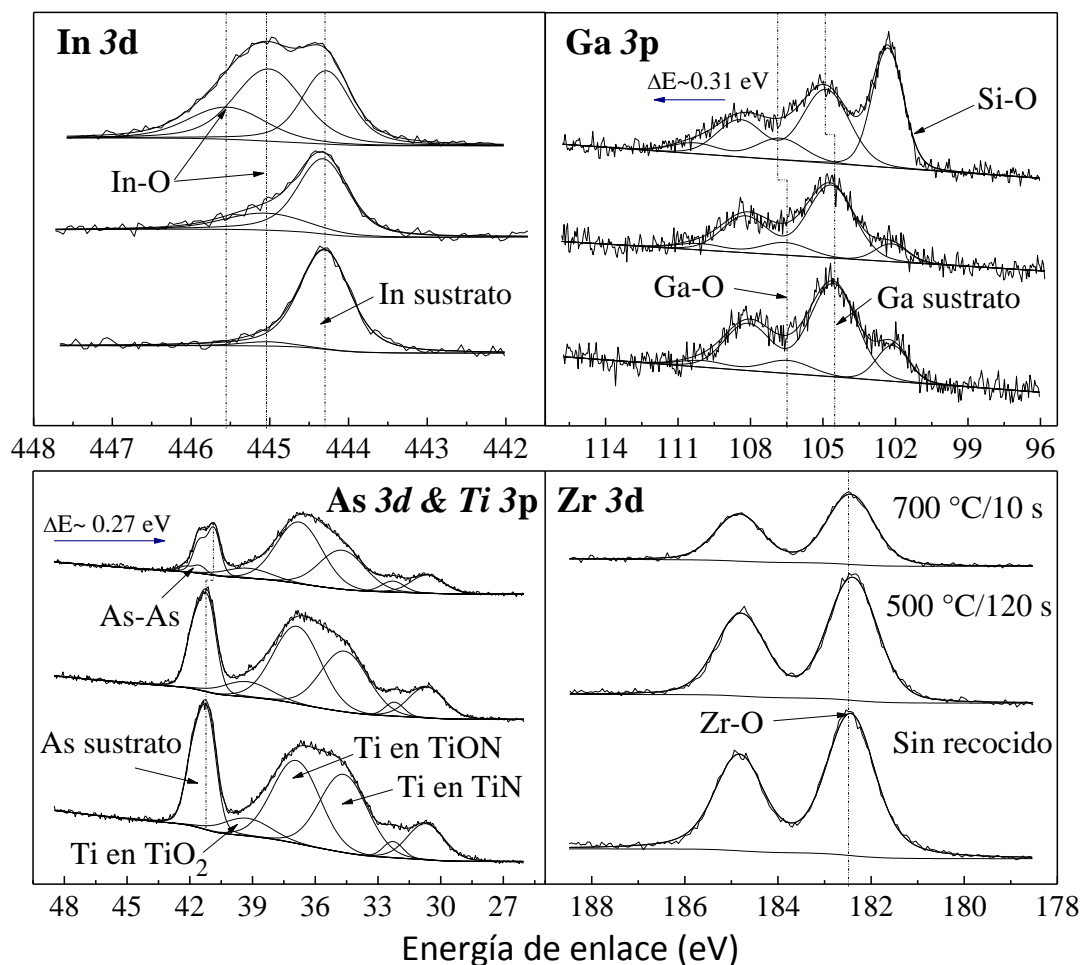 In 3d
In-O
In sustrato
448 447 446 445 444 443 442
Ga 3p
ΔE~0.31 eV
Si-O
Ga-O
Ga sustrato
114 111 108 105 102 99 96
As 3d & Ti 3p
ΔE~ 0.27 eV
As-As
As sustrato
Ti en TiON
Ti en TiN
Ti en TiO₂
48 45 42 39 36 33 30 27
Zr 3d
700 °C/10 s
500 °C/120 s
Zr-O
Sin recocido
188 186 184 182 180 178
Energía de enlace (eV)